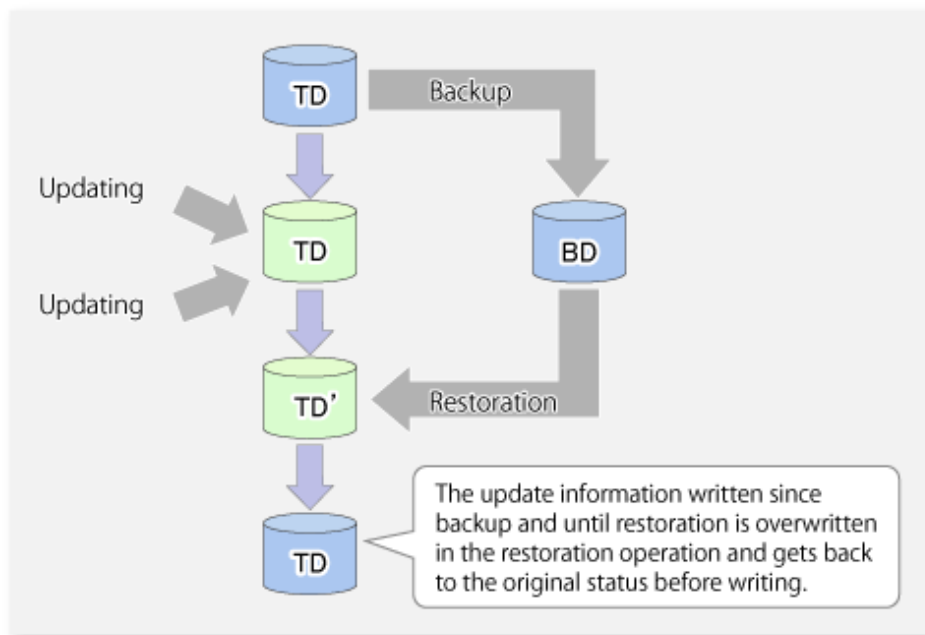 TD
Backup
Updating
TD
BD
Updating
TD’
Restoration
The update information written since
backup and until restoration is overwritten
in the restoration operation and gets back
to the original status before writing.
TD